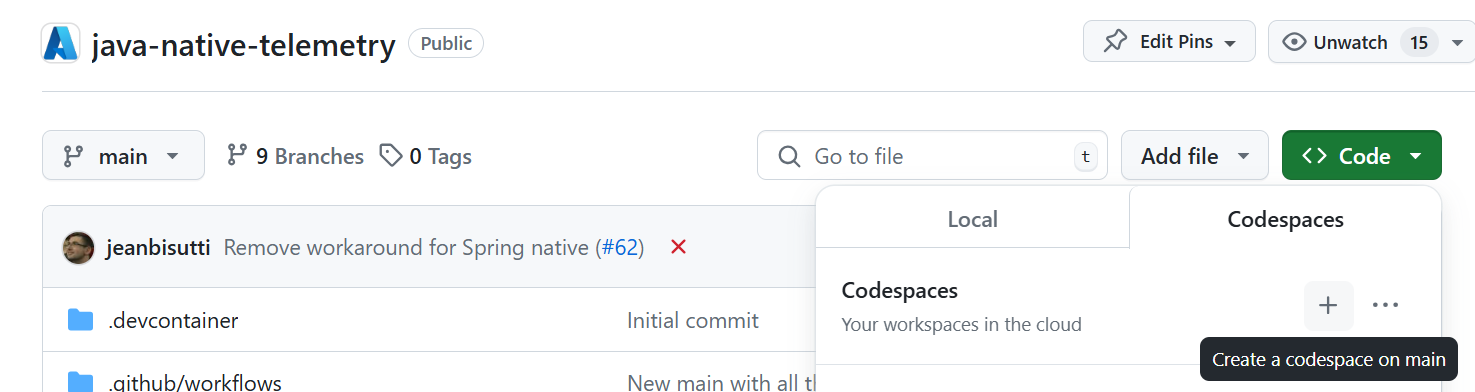 java-native-telemetry Public Edit Pins Unwatch 15
main 9 Branches 0 Tags Go to file t Add file <> Code
Local Codespaces
jeanbisutti Remove workaround for Spring native (#62)
Codespaces
Your workspaces in the cloud
.devcontainer Initial commit
Create a codespace on main
.github/workflows New main with all th